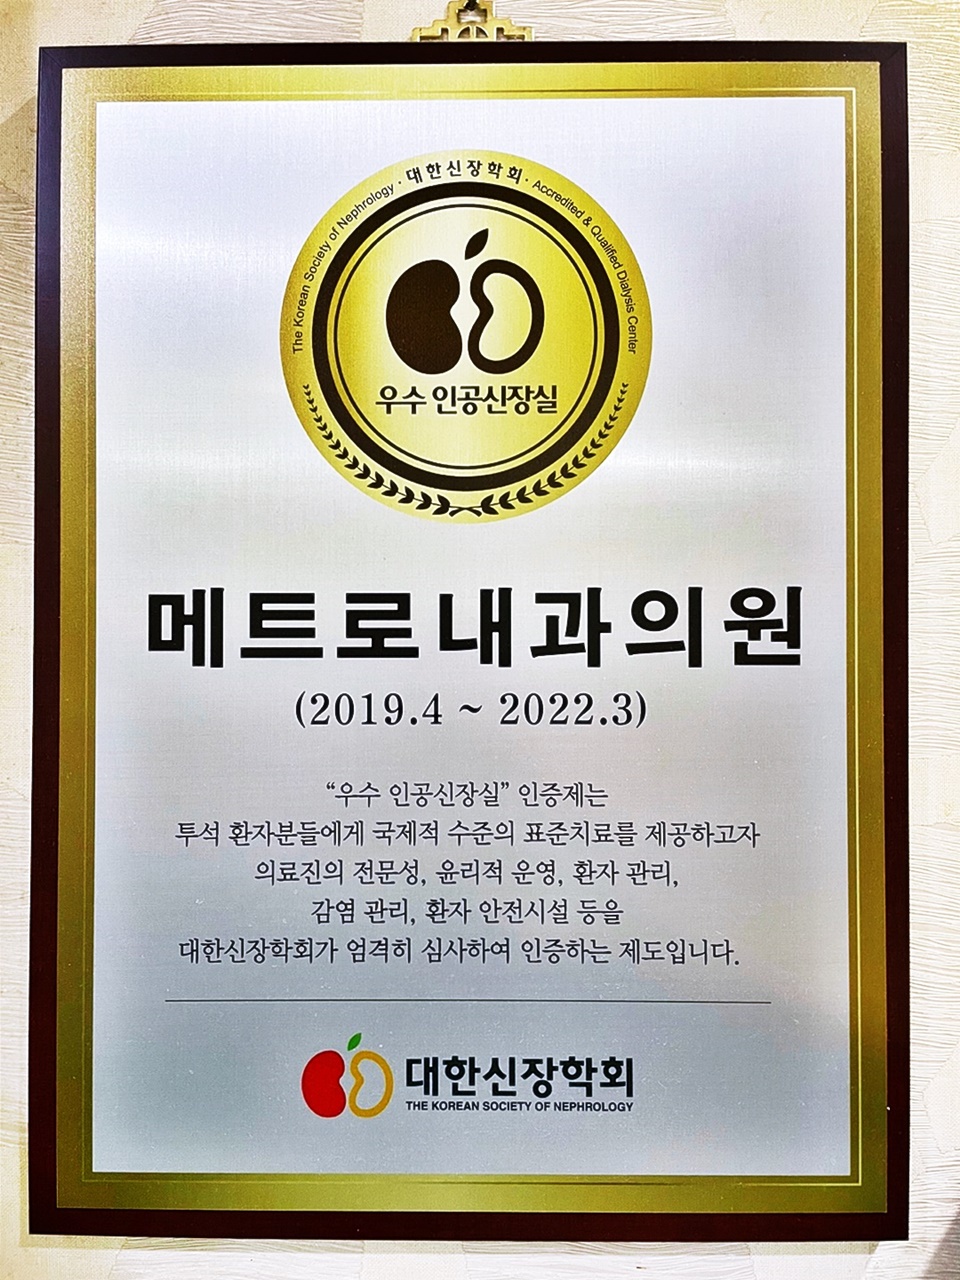 The Korean Society of Nephrology · 대한신장학회 · Accredited & Qualified Dialysis Center
우수 인공신장실
메트로내과의원
(2019.4 ~ 2022.3)
“우수 인공신장실” 인증제는
투석 환자분들에게 국제적 수준의 표준치료를 제공하고자
의료진의 전문성, 윤리적 운영, 환자 관리,
감염 관리, 환자 안전시설 등을
대한신장학회가 엄격히 심사하여 인증하는 제도입니다.
대한신장학회
THE KOREAN SOCIETY OF NEPHROLOGY